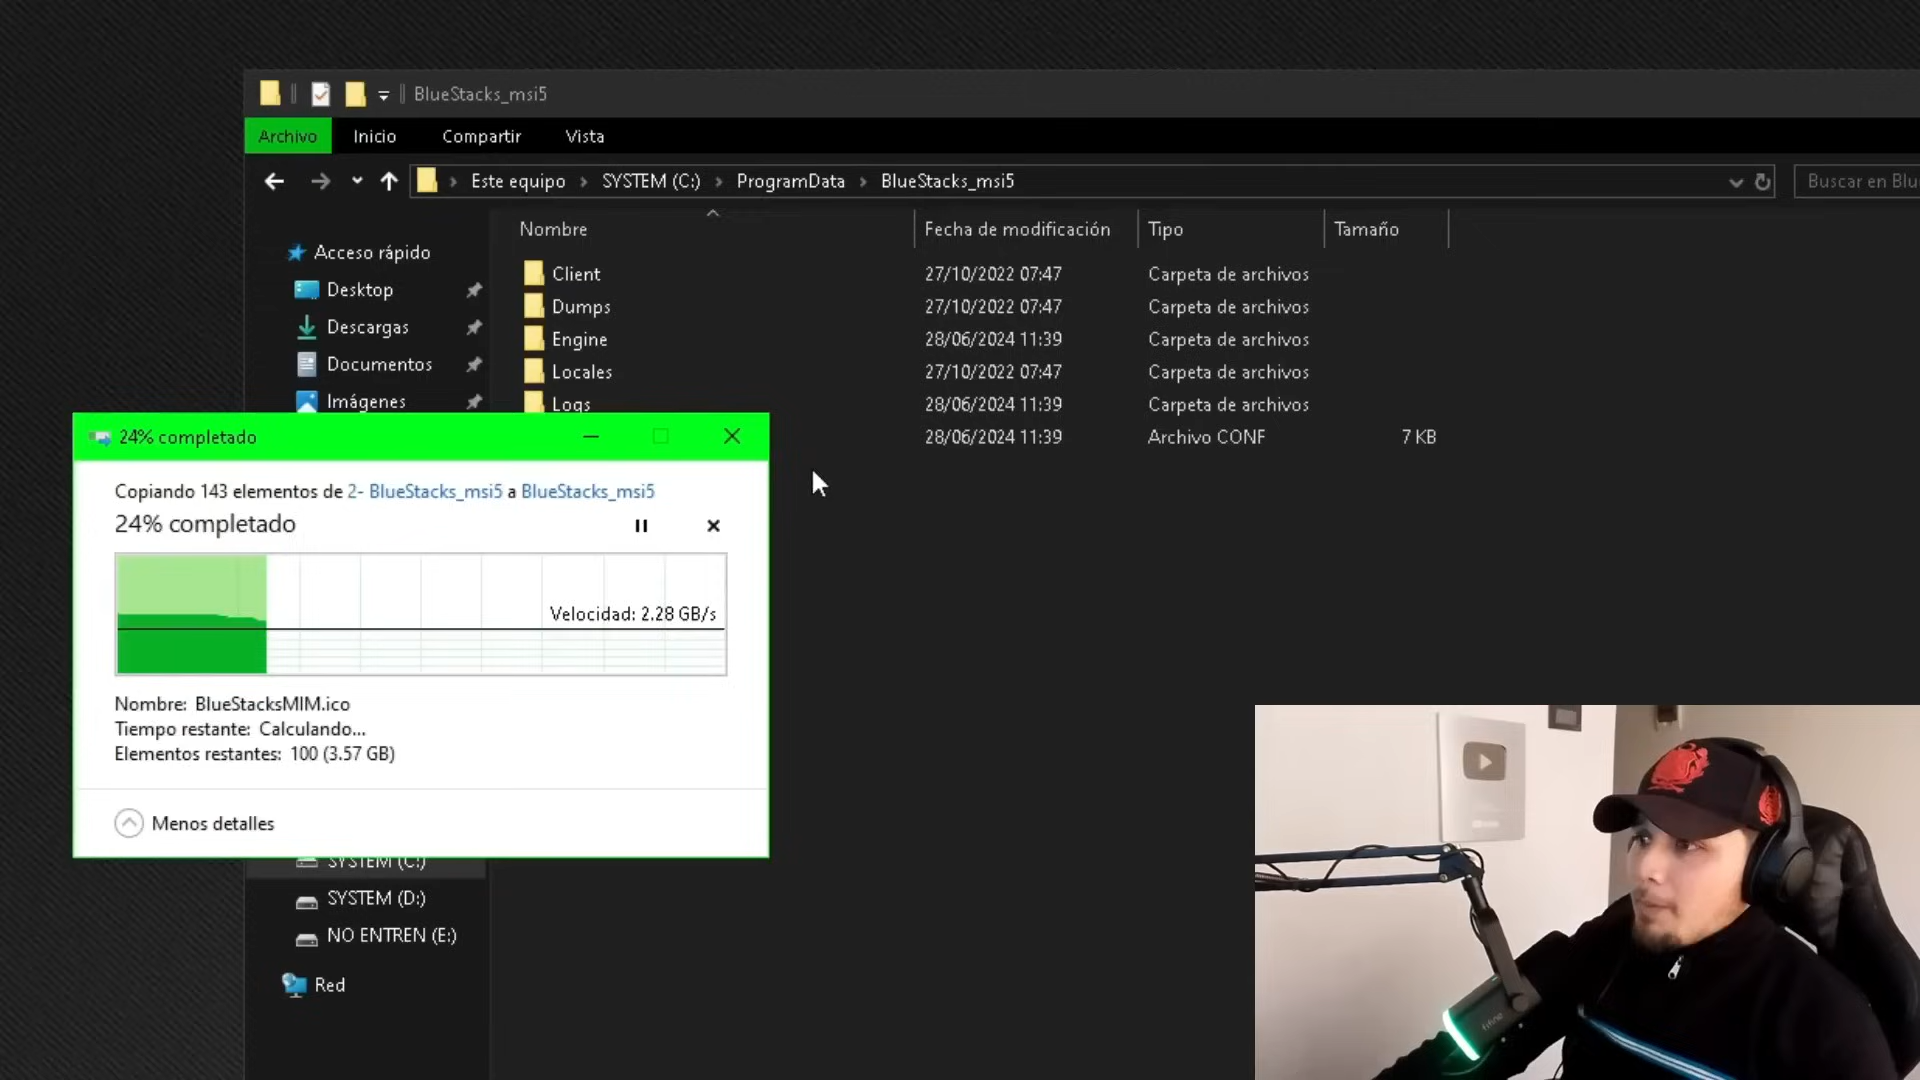 BlueStacks_msi5
Archivo Inicio Compartir Vista
Este equipo SYSTEM (C:) ProgramData BlueStacks_msi5 Buscar en Blu
Nombre Fecha de modificación Tipo Tamaño
Acceso rápido
Desktop
Descargas
Documentos
Imágenes
Client 27/10/2022 07:47 Carpeta de archivos
Dumps 27/10/2022 07:47 Carpeta de archivos
Engine 28/06/2024 11:39 Carpeta de archivos
Locales 27/10/2022 07:47 Carpeta de archivos
Logs 28/06/2024 11:39 Carpeta de archivos
28/06/2024 11:39 Archivo CONF 7 KB
24% completado
Copiando 143 elementos de 2- BlueStacks_msi5 a BlueStacks_msi5
24% completado
Velocidad: 2.28 GB/s
Nombre: BlueStacksMIM.ico
Tiempo restante: Calculando...
Elementos restantes: 100 (3.57 GB)
Menos detalles
SYSTEM (C:)
SYSTEM (D:)
NO ENTREN (E:)
Red
fifine